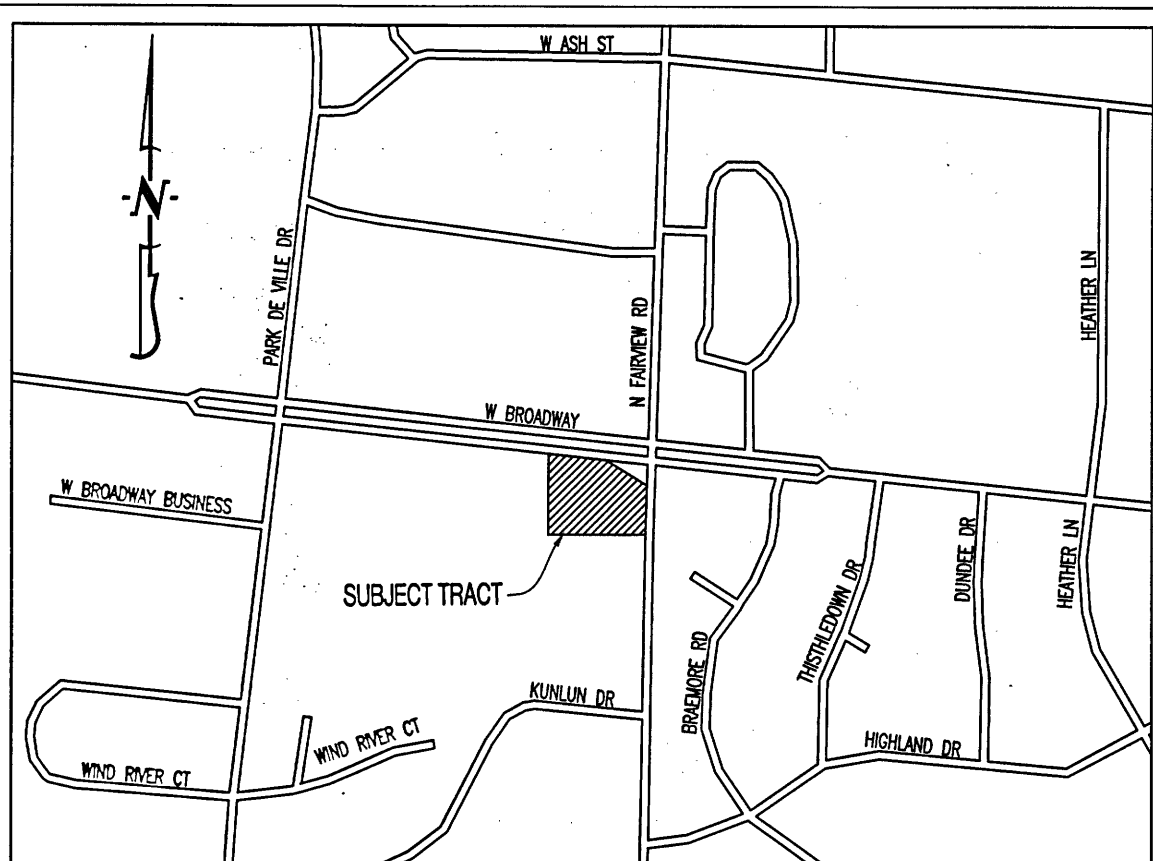 W ASH ST
-N-
PARK DE VILLE DR
N FAIRVIEW RD
HEATHER LN
W BROADWAY
W BROADWAY BUSINESS
SUBJECT TRACT
BRAEMORE RD
THISTHLEDOWN DR
DUNDEE DR
HEATHER LN
KUNLUN DR
WIND RIVER CT
HIGHLAND DR
WIND RIVER CT